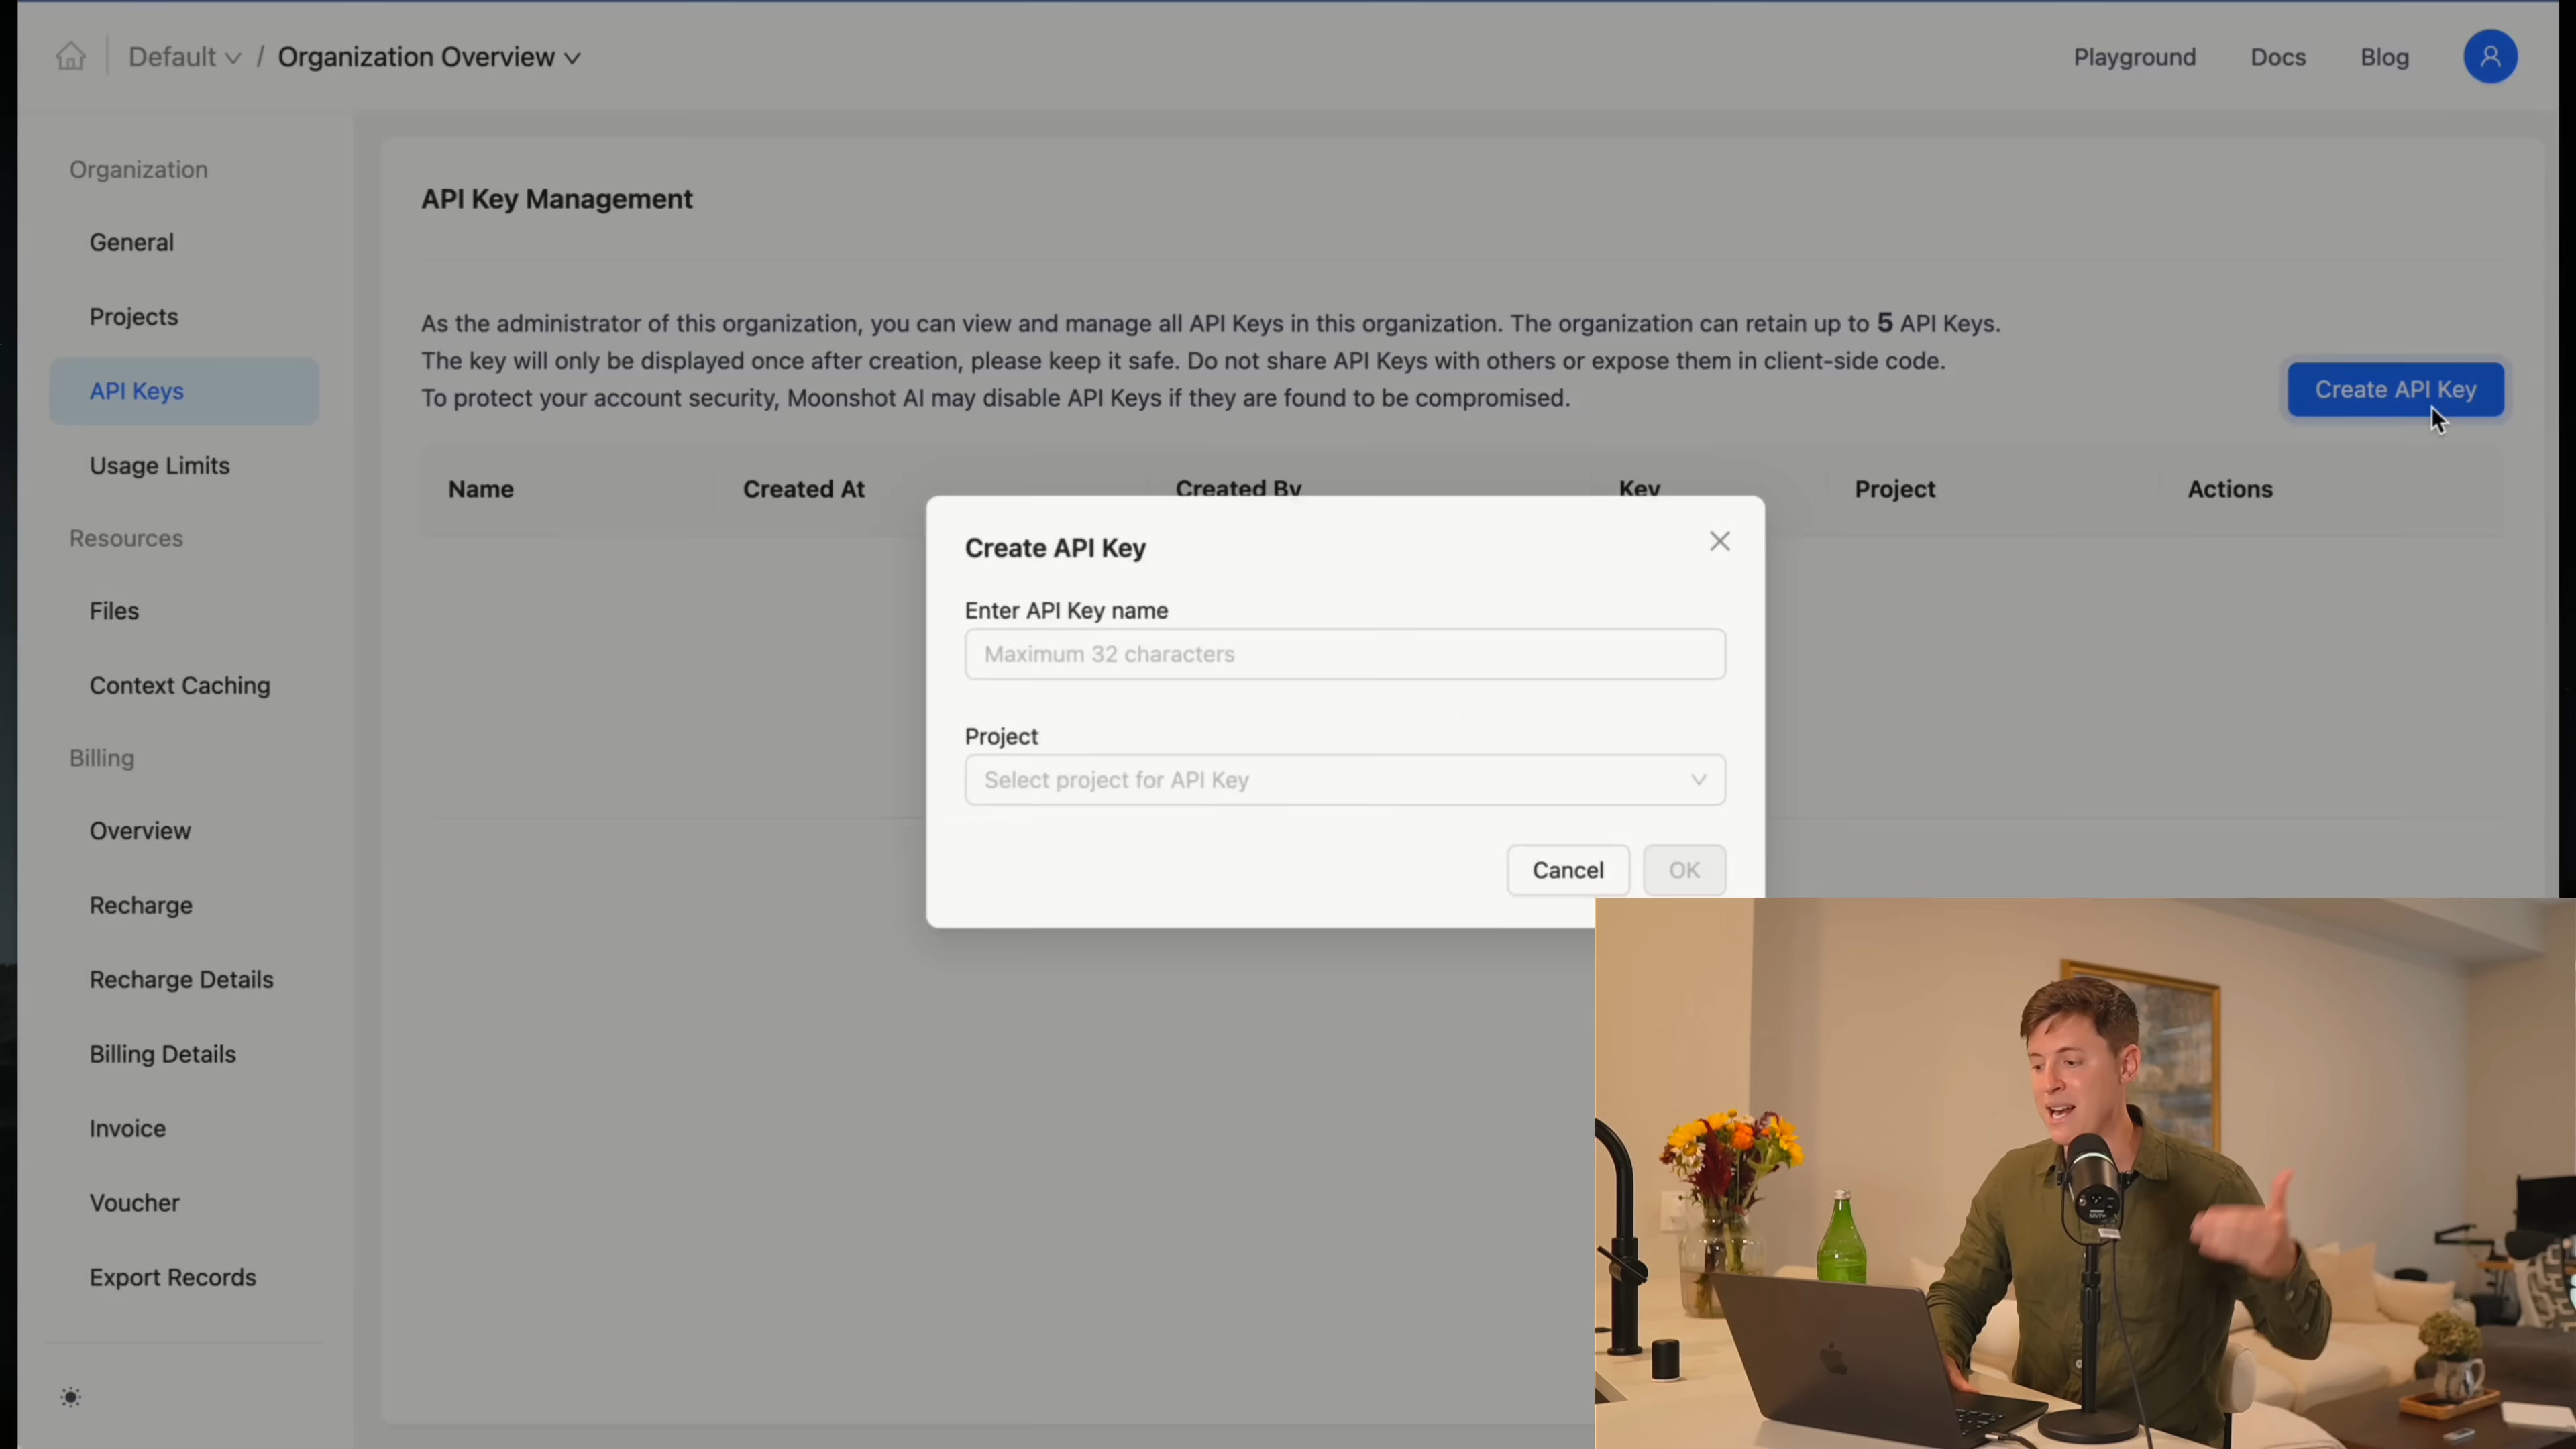 Default / Organization Overview
Playground Docs Blog
Organization
General
Projects
API Keys
Usage Limits
Resources
Files
Context Caching
Billing
Overview
Recharge
Recharge Details
Billing Details
Invoice
Voucher
Export Records
API Key Management
As the administrator of this organization, you can view and manage all API Keys in this organization. The organization can retain up to 5 API Keys.
The key will only be displayed once after creation, please keep it safe. Do not share API Keys with others or expose them in client-side code.
To protect your account security, Moonshot AI may disable API Keys if they are found to be compromised.
Create API Key
Name Created At Created By Key Project Actions
Create API Key
Enter API Key name
Maximum 32 characters
Project
Select project for API Key
Cancel OK